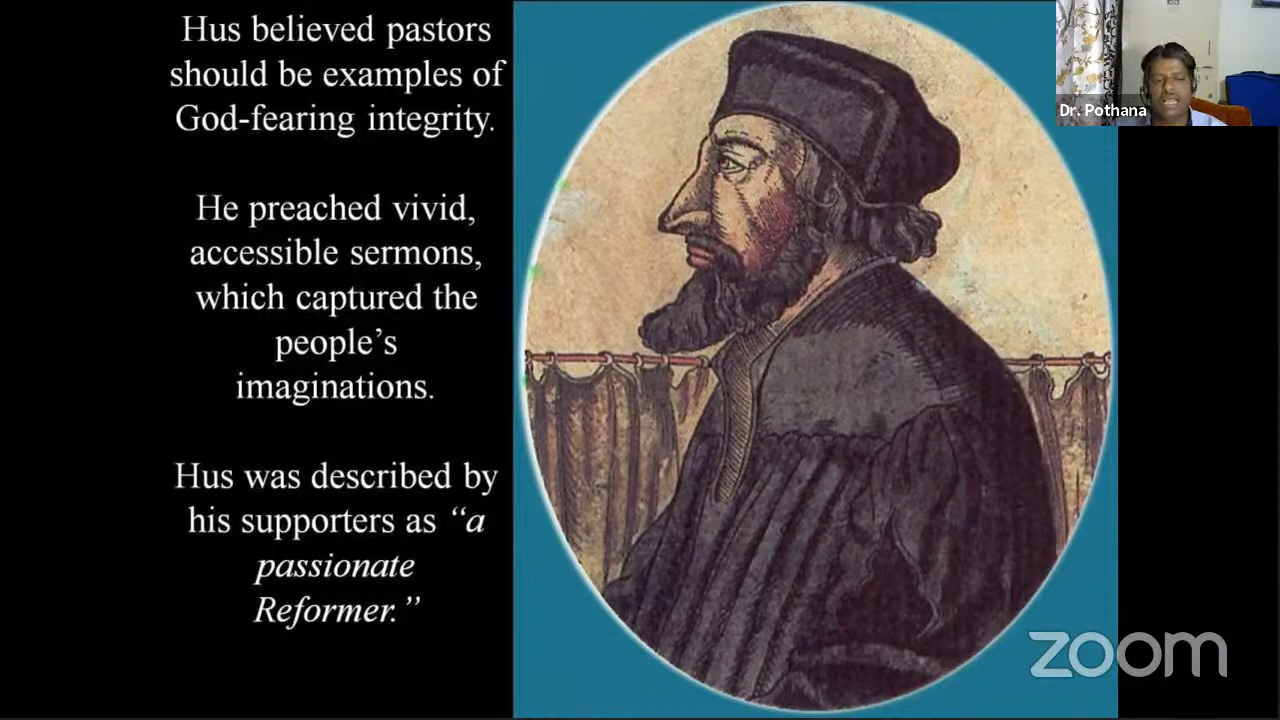 Hus believed pastors
should be examples of
God-fearing integrity.
He preached vivid,
accessible sermons,
which captured the
people’s
imaginations.
Hus was described by
his supporters as “a
passionate
Reformer.”
Dr. Pothana
zoom